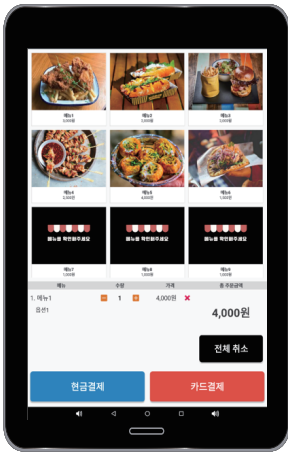 메뉴1
메뉴2
메뉴3
메뉴4
메뉴5
4,000원
메뉴6
메뉴를 확인해주세요
메뉴를 확인해주세요
메뉴를 확인해주세요
메뉴7
메뉴8
메뉴9
메뉴 수량 가격 총 주문금액
1. 메뉴1 1 4,000원
옵션1
4,000원
전체 취소
현금결제 카드결제